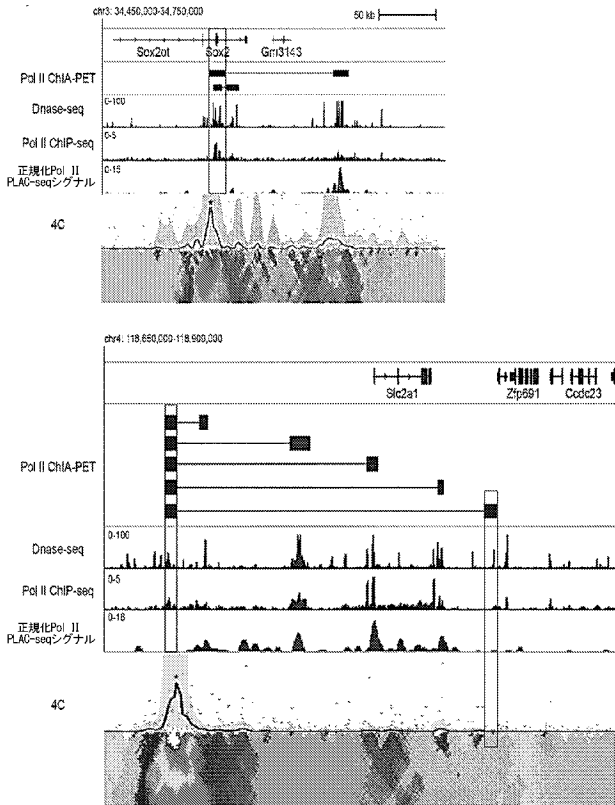 chr3: 34,450,000-34,750,000
50 kb
Sox2ot
Sox2
Gm3143
Pol II ChIA-PET
Dnase-seq
0-100
Pol II ChIP-seq
0-5
正規化Pol II
PLAC-seqシグナル
0-15
4C
*
chr4: 118,650,000-118,900,000
Slc2a1
Zfp691
Ccdc23
Pol II ChIA-PET
Dnase-seq
0-100
Pol II ChIP-seq
0-5
正規化Pol II
PLAC-seqシグナル
0-16
4C
*